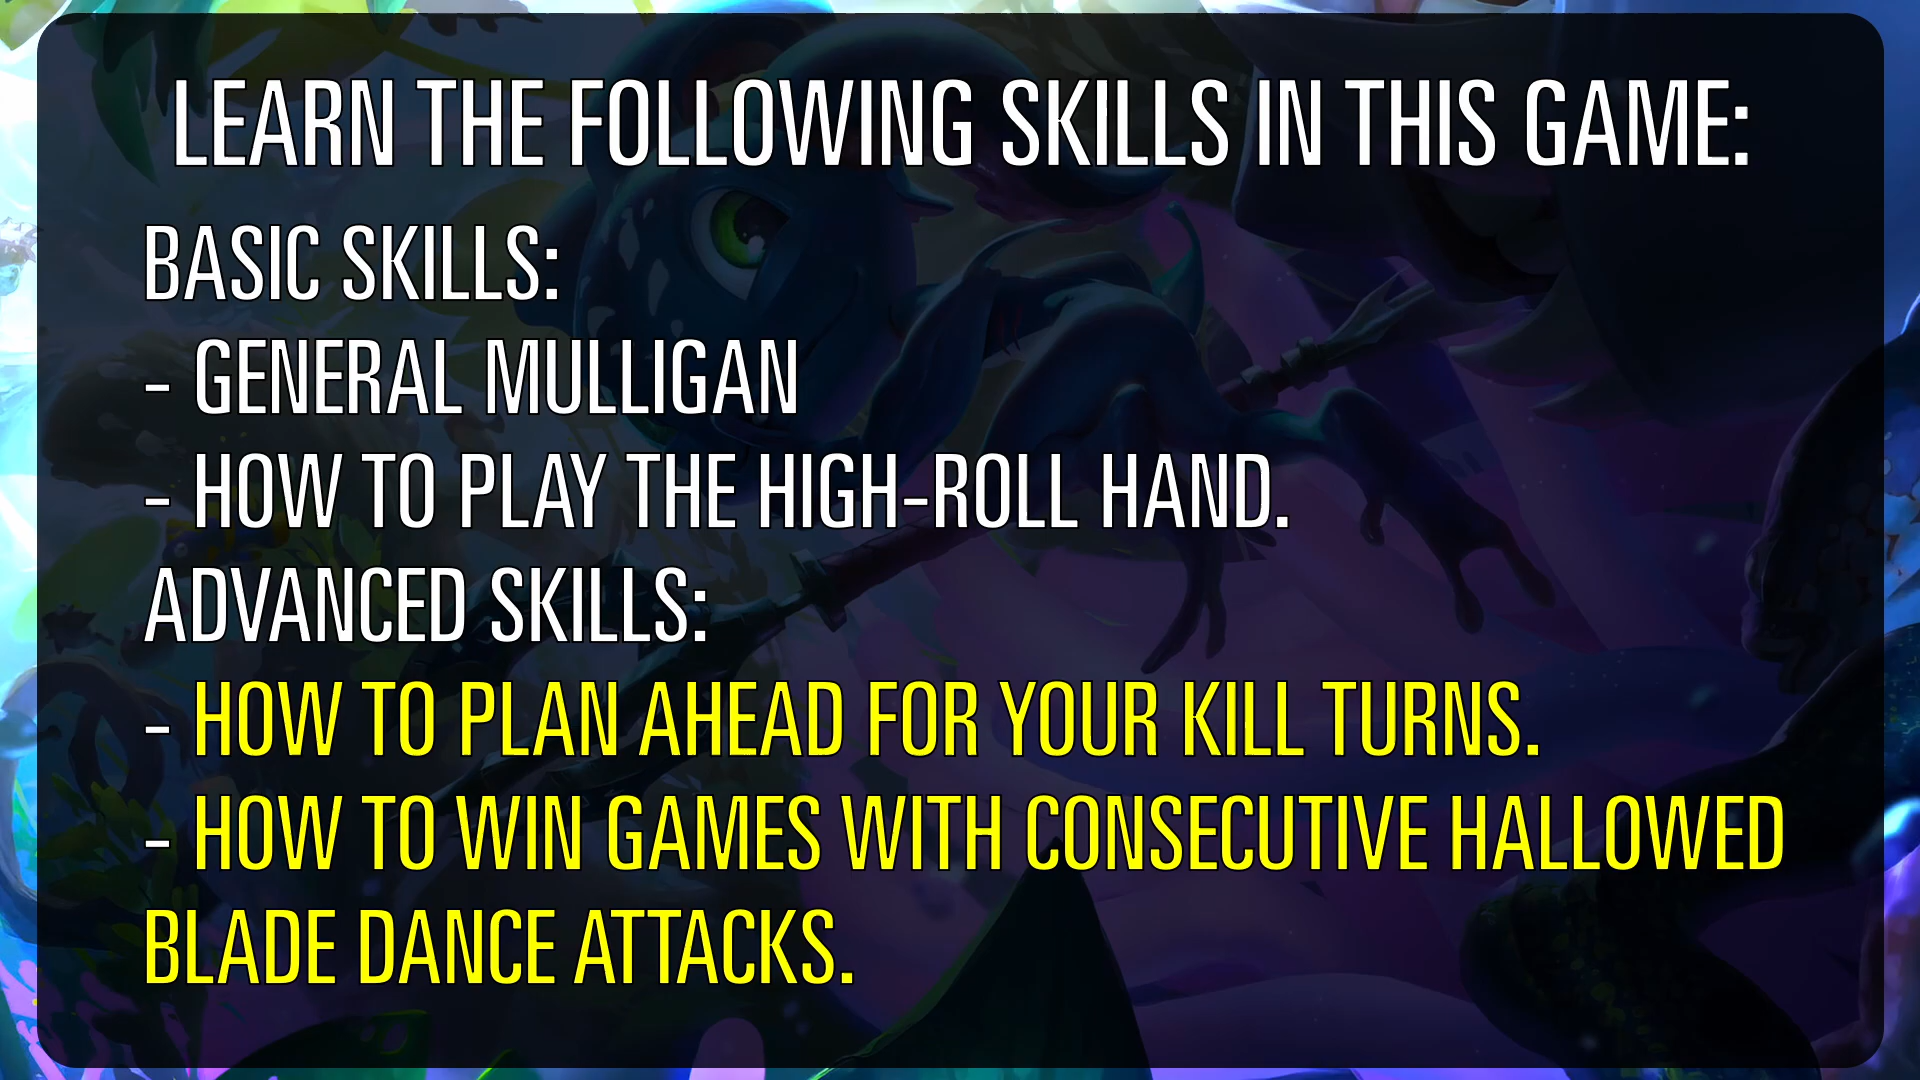 LEARN THE FOLLOWING SKILLS IN THIS GAME:
BASIC SKILLS:
- GENERAL MULLIGAN
- HOW TO PLAY THE HIGH-ROLL HAND.
ADVANCED SKILLS:
- HOW TO PLAN AHEAD FOR YOUR KILL TURNS.
- HOW TO WIN GAMES WITH CONSECUTIVE HALLOWED
BLADE DANCE ATTACKS.